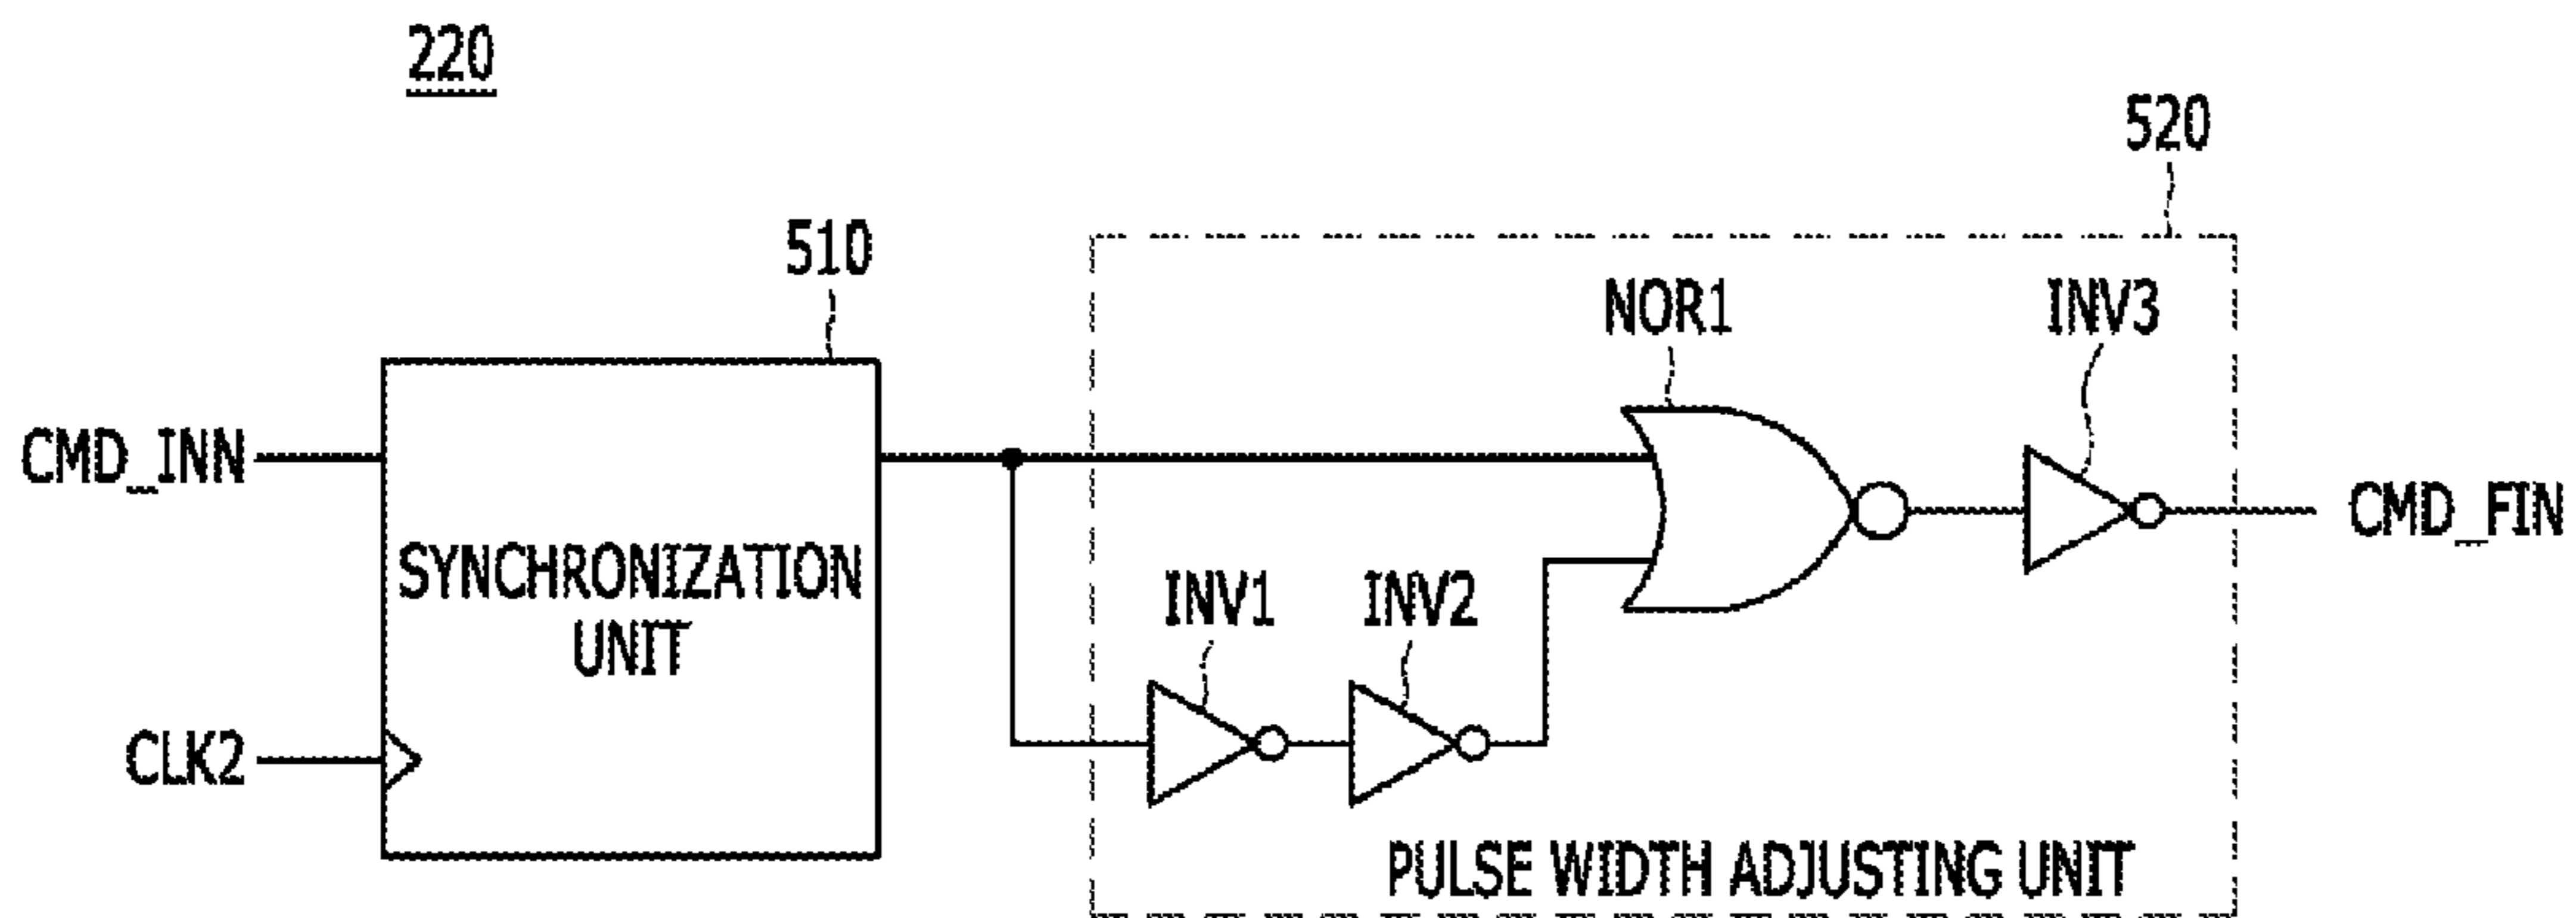 220
520
510
NOR1
INV3
CMD_INN
CMD_FIN
SYNCHRONIZATION
UNIT
INV1
INV2
CLK2
PULSE WIDTH ADJUSTING UNIT